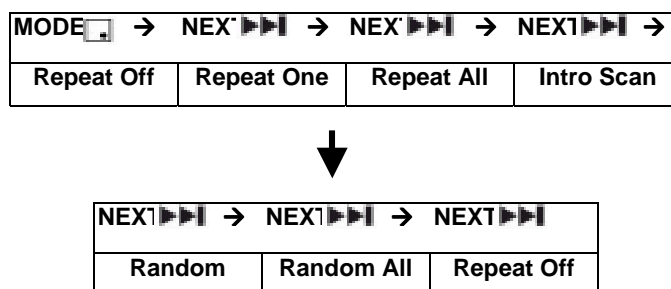 MODE → NEXT → NEXT → NEXT →
Repeat Off Repeat One Repeat All Intro Scan
NEXT → NEXT → NEXT
Random Random All Repeat Off